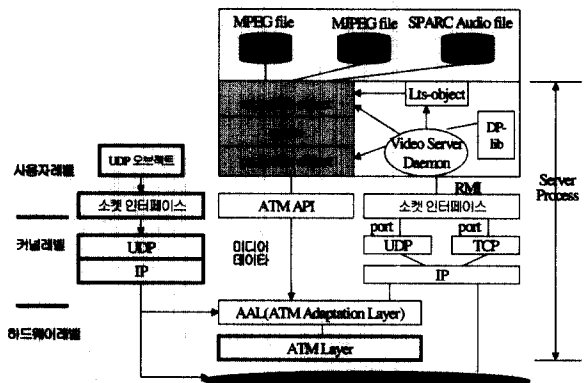 MPEG file
MJPEG file
SPARC Audio file
Lts-object
DP-
lib
Video Server
Daemon
Server
Process
사용자레벨
UDP 오브젝트
RMI
소켓 인터페이스
ATM API
소켓 인터페이스
커널레벨
UDP
IP
미디어
데이타
port
port
UDP
TCP
IP
하드웨어레벨
AAL(ATM Adaptation Layer)
ATM Layer